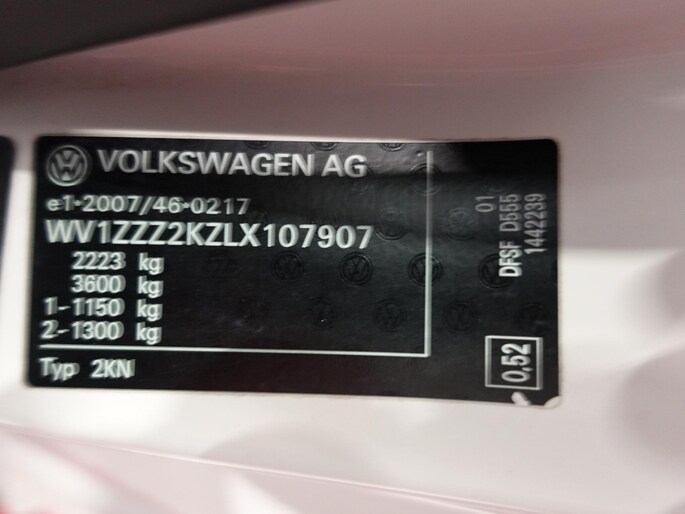 VOLKSWAGEN AG
e1*2007/46*0217
WV1ZZZ2KZLX107907
2223 kg
3600 kg
1-1150 kg
2-1300 kg
Typ 2KN
01
DFSF D555
1442239
0,52